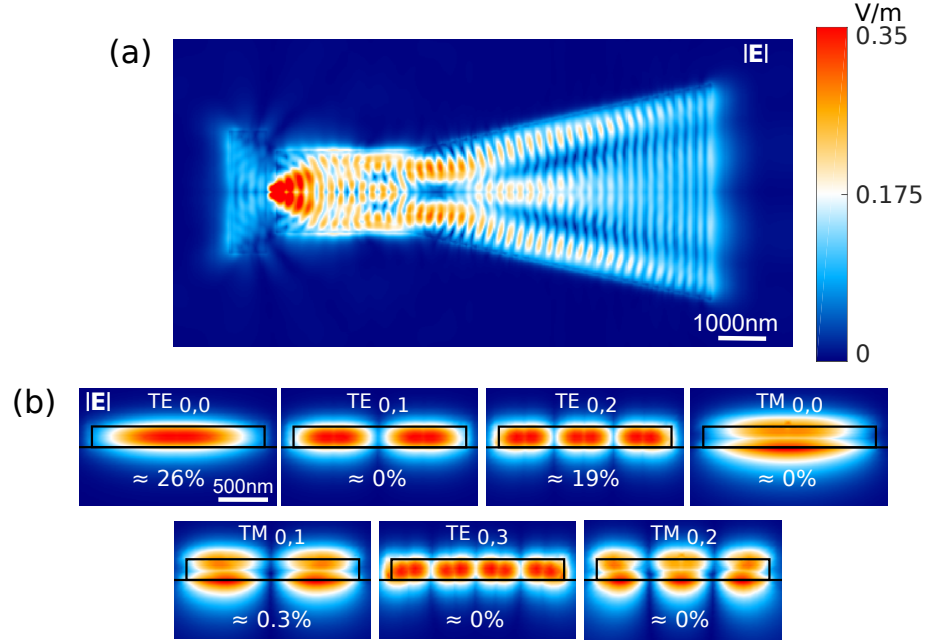 V/m
(a)
|E|
0.35
0.175
0
1000nm
(b)
|E|
TE 0,0
TE 0,1
TE 0,2
TM 0,0
≈ 26%
500nm
≈ 0%
≈ 19%
≈ 0%
TM 0,1
TE 0,3
TM 0,2
≈ 0.3%
≈ 0%
≈ 0%